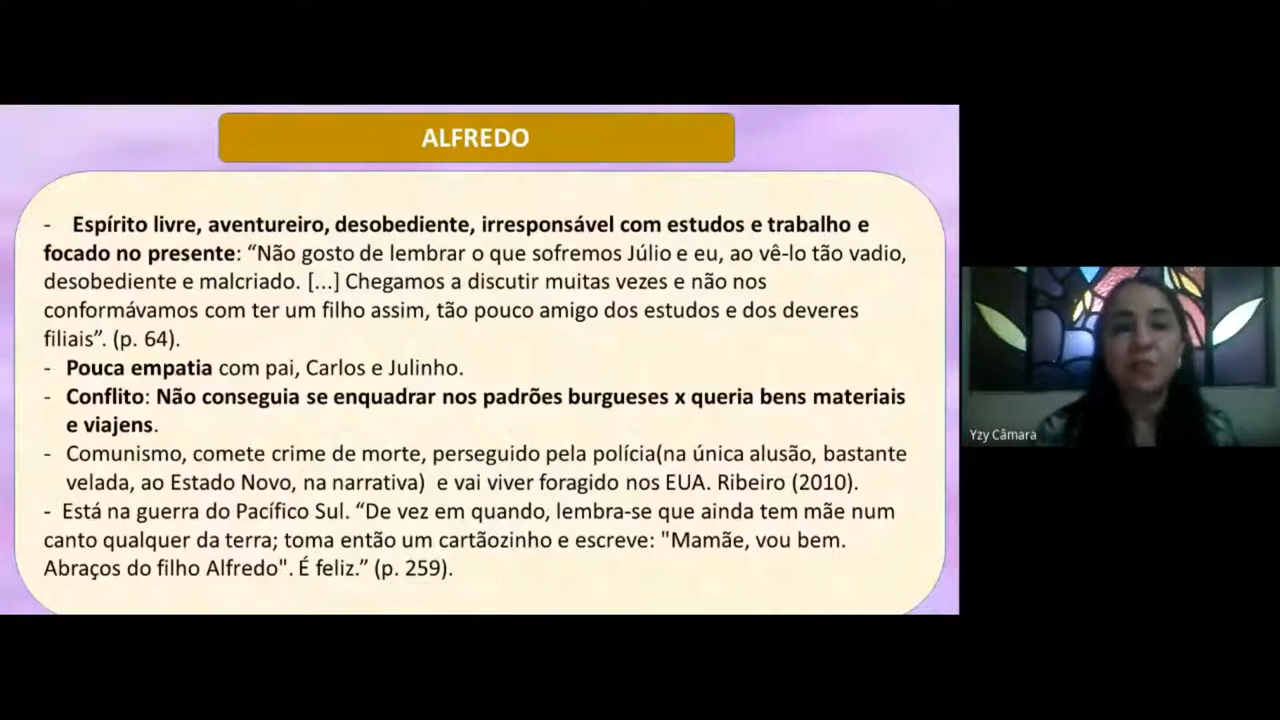 ALFREDO
- Espírito livre, aventureiro, desobediente, irresponsável com estudos e trabalho e
focado no presente: “Não gosto de lembrar o que sofremos Júlio e eu, ao vê-lo tão vadio,
desobediente e malcriado. [...] Chegamos a discutir muitas vezes e não nos
conformávamos com ter um filho assim, tão pouco amigo dos estudos e dos deveres
filiais”. (p. 64).
- Pouca empatia com pai, Carlos e Julinho.
- Conflito: Não conseguia se enquadrar nos padrões burgueses x queria bens materiais
e viajens.
- Comunismo, comete crime de morte, perseguido pela polícia(na única alusão, bastante
velada, ao Estado Novo, na narrativa) e vai viver foragido nos EUA. Ribeiro (2010).
- Está na guerra do Pacífico Sul. “De vez em quando, lembra-se que ainda tem mãe num
canto qualquer da terra; toma então um cartãozinho e escreve: "Mamãe, vou bem.
Abraços do filho Alfredo". É feliz.” (p. 259).
Yzy Câmara